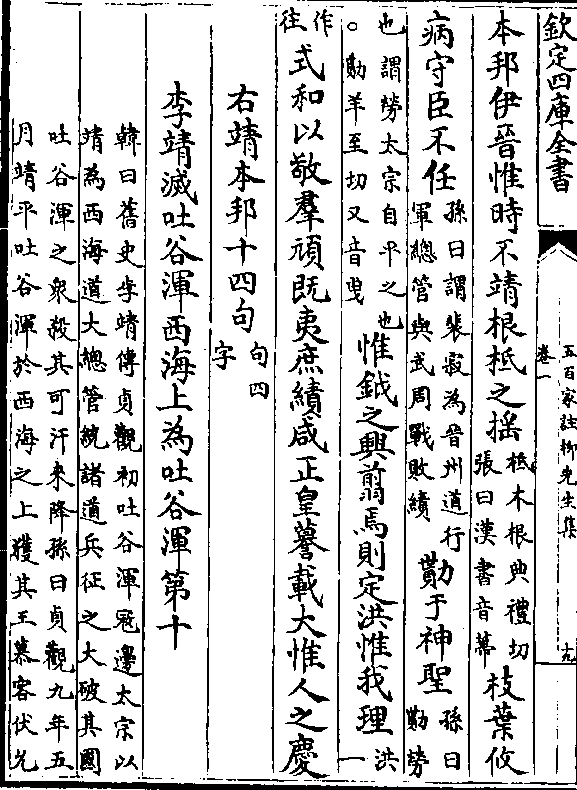 欽定四庫全書
五百家註柳先生集
卷一
十九
本邦伊晉惟時不靖根柢之揺柢木根典禮切張曰漢書音蔕枝葉攸
病守臣不任孫曰謂裴寂為晉州道行軍總管與武周戰敗績勩于神聖孫曰勩勞
也謂勞太宗自平之也○勩羊至切又音曳惟鉞之興翦焉則定洪惟我理洪一
作往式和以敬羣頑既夷庶績咸正皇謩載大惟人之慶
右靖本邦十四句句四字
李靖滅吐谷渾西海上為吐谷渾第十
韓曰舊史李靖傳貞觀初吐谷渾冦邊太宗以
靖為西海道大總管統諸道兵征之大破其國
吐谷渾之衆殺其可汗来降孫曰貞觀九年五
月靖平吐谷渾於西海之上獲其王慕容伏允